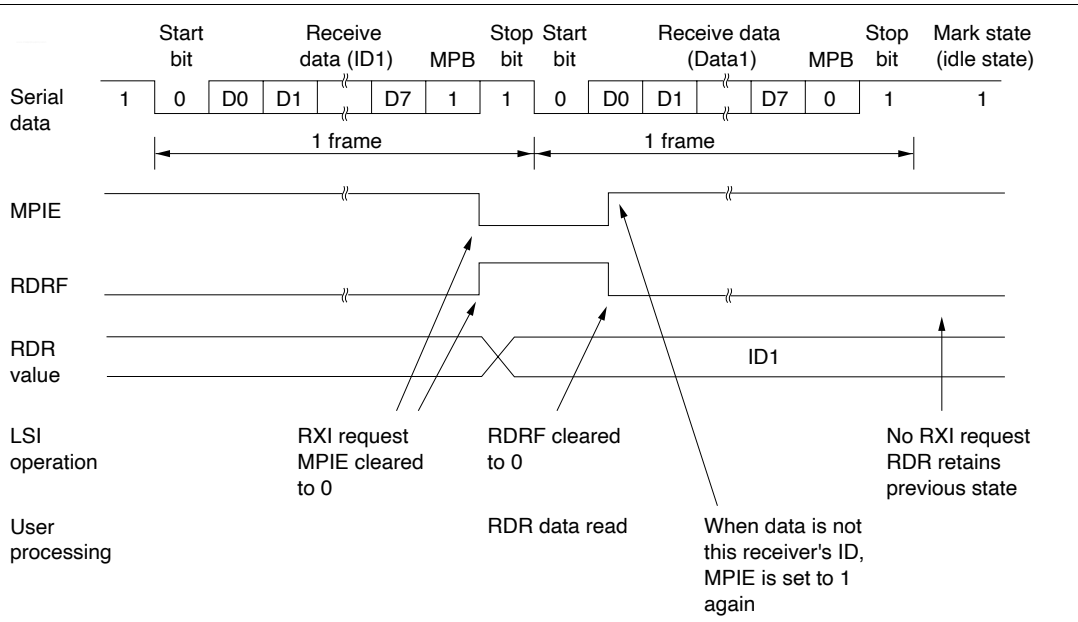 Start bit
Receive data (ID1)
MPB
Stop bit
Start bit
Receive data (Data1)
MPB
Stop bit
Mark state (idle state)
Serial data
1 0 D0 D1 D7 1 1 0 D0 D1 D7 0 1 1
1 frame
1 frame
MPIE
RDRF
RDR value
ID1
LSI operation
RXI request
MPIE cleared
to 0
RDRF cleared
to 0
No RXI request
RDR retains
previous state
User processing
RDR data read
When data is not
this receiver's ID,
MPIE is set to 1
again